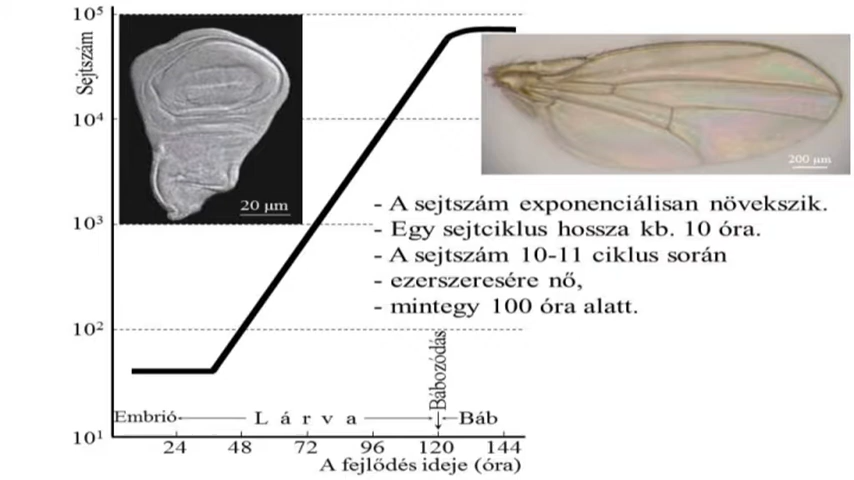 10⁵
Sejtszám
10⁴
20 µm
200 µm
- A sejtszám exponenciálisan növekszik.
10³
- Egy sejtciklus hossza kb. 10 óra.
- A sejtszám 10-11 ciklus során
- ezerszeresére nő,
- mintegy 100 óra alatt.
10²
Bábozódás
Embrió Lárva Báb
10¹
24 48 72 96 120 144
A fejlődés ideje (óra)